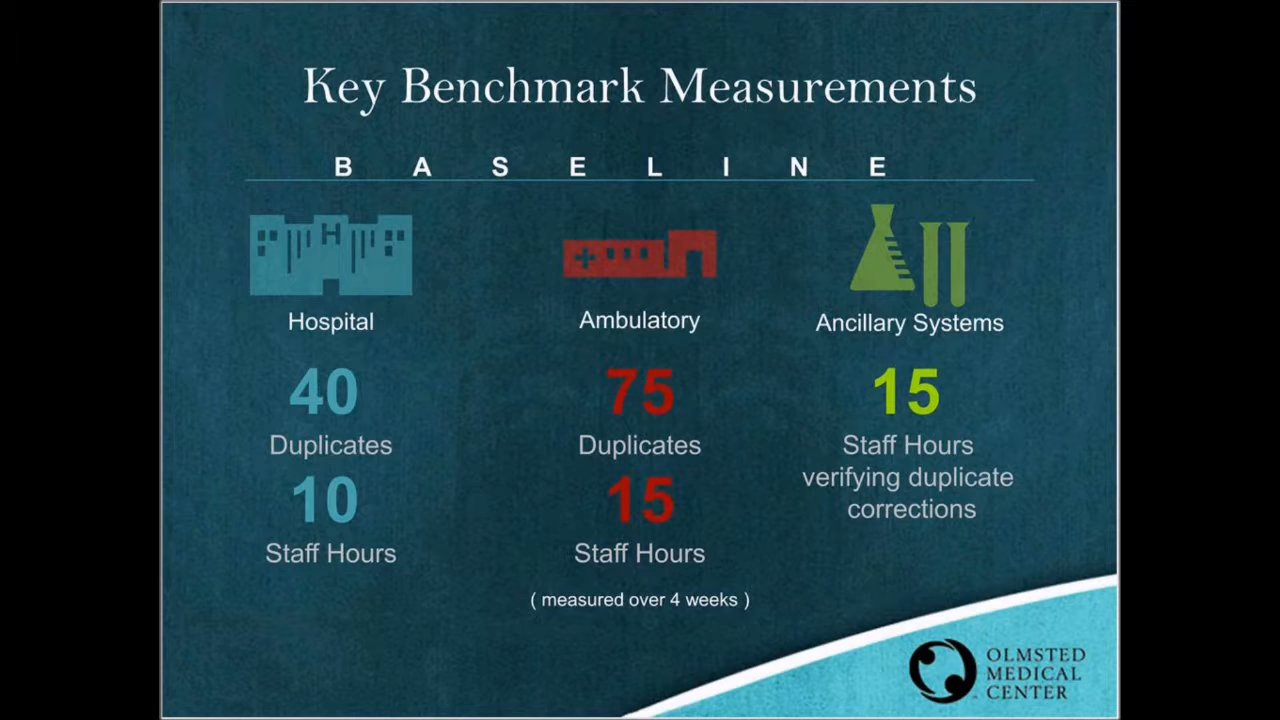 Key Benchmark Measurements
B A S E L I N E
H
Hospital
40
Duplicates
10
Staff Hours
Ambulatory
75
Duplicates
15
Staff Hours
Ancillary Systems
15
Staff Hours
verifying duplicate
corrections
( measured over 4 weeks )
OLMSTED
MEDICAL
CENTER